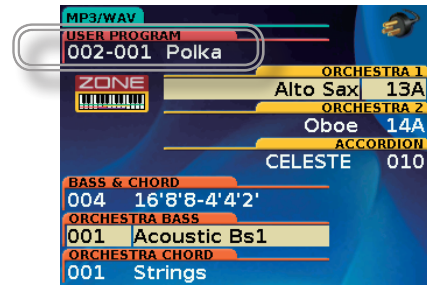 MP3/WAV
USER PROGRAM
002-001 Polka
ZONE
ORCHESTRA 1
Alto Sax 13A
ORCHESTRA 2
Oboe 14A
ACCORDION
CELESTE 010
BASS & CHORD
004 16'8'8-4'4'2'
ORCHESTRA BASS
001 Acoustic Bs1
ORCHESTRA CHORD
001 Strings